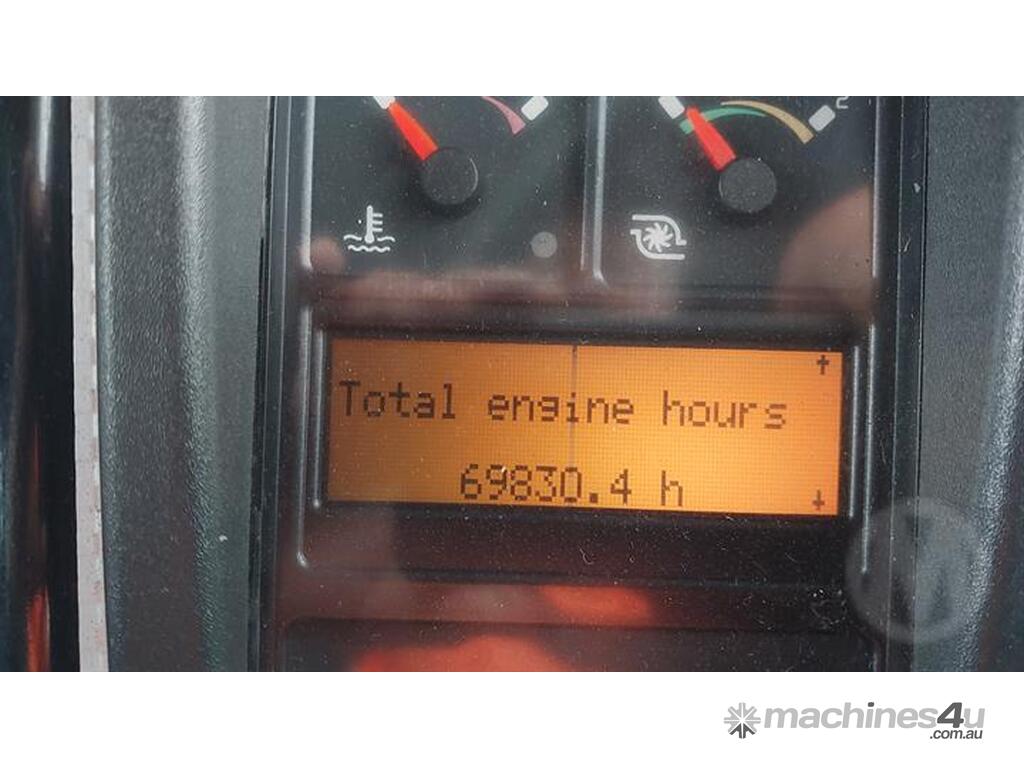 Total engine hours
69830.4 h
M
machines4u
.com.au